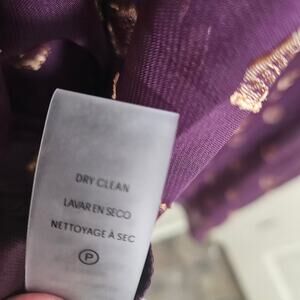 DRY CLEAN
LAVAR EN SECO
NETTOYAGE À SEC
P